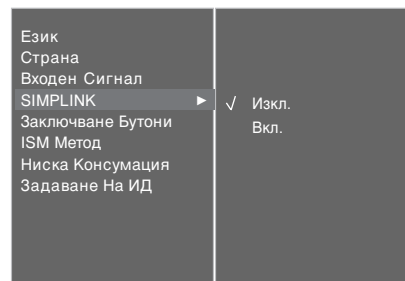 Език
Страна
Входен Сигнал
SIMPLINK ►
Заключване Бутони
ISM Метод
Ниска Консумация
Задаване На ИД
√ Изкл.
Вкл.